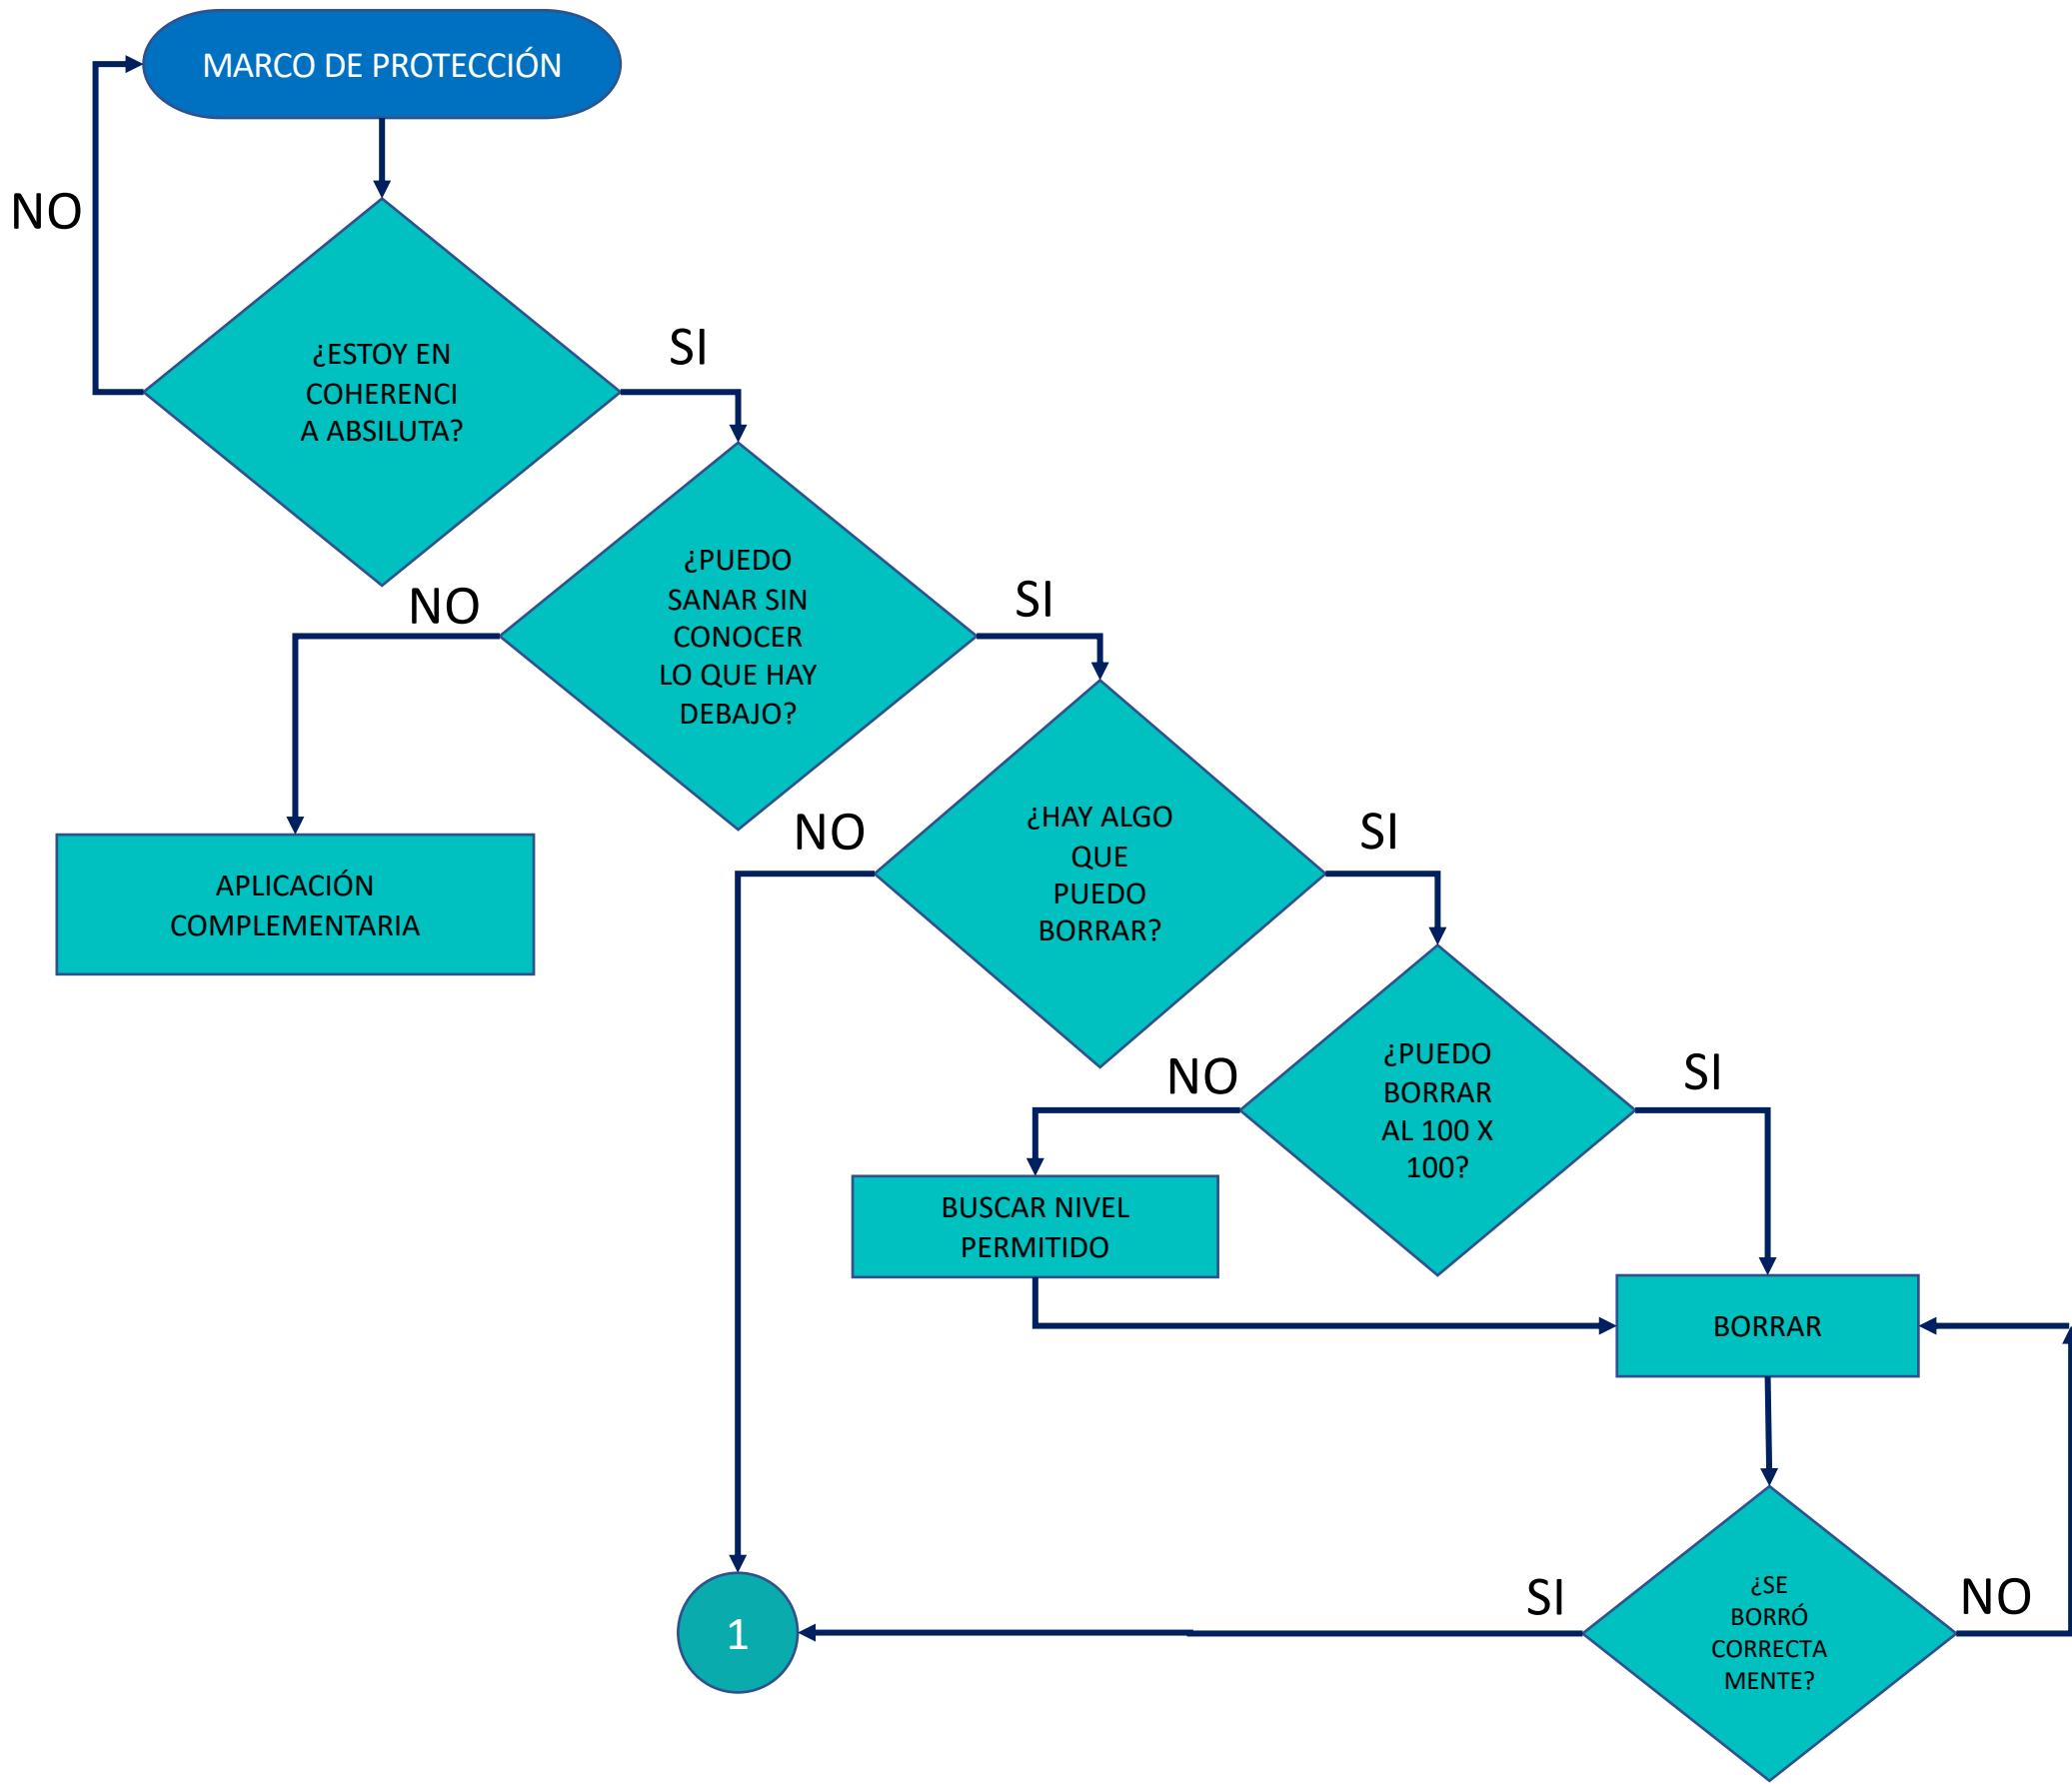 MARCO DE PROTECCIÓN
NO
¿ESTOY EN
COHERENCI
A ABSILUTA?
SI
NO
¿PUEDO
SANAR SIN
CONOCER
LO QUE HAY
DEBAJO?
SI
APLICACIÓN
COMPLEMENTARIA
NO
¿HAY ALGO
QUE
PUEDO
BORRAR?
SI
NO
¿PUEDO
BORRAR
AL 100 X
100?
SI
BUSCAR NIVEL
PERMITIDO
BORRAR
1
SI
¿SE
BORRÓ
CORRECTA
MENTE?
NO